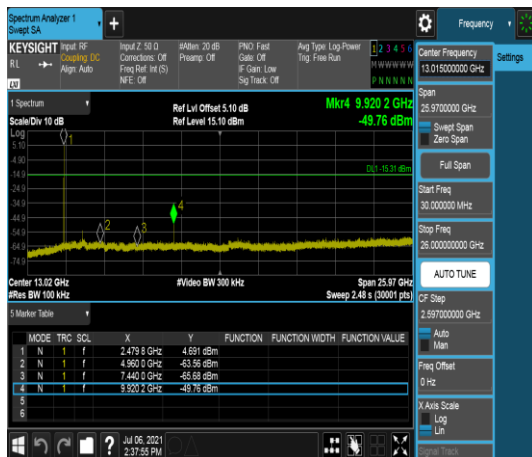 Spectrum Analyzer 1
Swept SA
+
Frequency
KEYSIGHT
Input: RF
Coupling: DC
Align: Auto
Input Z: 50 Ω
Corrections: Off
Freq Ref: Int (S)
NFE: Off
#Atten: 20 dB
Preamp: Off
PNO: Fast
Gate: Off
IF Gain: Low
Sig Track: Off
Avg Type: Log-Power
Trig: Free Run
1 2 3 4 5 6
M W W W W W
P N N N N N
RL
LXI
1 Spectrum
Scale/Div 10 dB
Ref Lvl Offset 5.10 dB
Ref Level 15.10 dBm
Mkr4 9.920 2 GHz
-49.76 dBm
Log
5.10
-4.90
-14.9
-24.9
-34.9
-44.9
-54.9
-64.9
-74.9
1
2
3
4
DL1 -15.31 dBm
Center 13.02 GHz
#Res BW 100 kHz
#Video BW 300 kHz
Span 25.97 GHz
Sweep 2.48 s (30001 pts)
5 Marker Table
MODE TRC SCL X Y FUNCTION FUNCTION WIDTH FUNCTION VALUE
1 N 1 f 2.479 8 GHz 4.691 dBm
2 N 1 f 4.960 0 GHz -63.56 dBm
3 N 1 f 7.440 0 GHz -65.68 dBm
4 N 1 f 9.920 2 GHz -49.76 dBm
5
6
Jul 06, 2021
2:37:55 PM
?
Center Frequency
13.015000000 GHz
Settings
Span
25.9700000 GHz
Swept Span
Zero Span
Full Span
Start Freq
30.000000 MHz
Stop Freq
26.000000000 GHz
AUTO TUNE
CF Step
2.597000000 GHz
Auto
Man
Freq Offset
0 Hz
X Axis Scale
Log
Lin
Signal Track